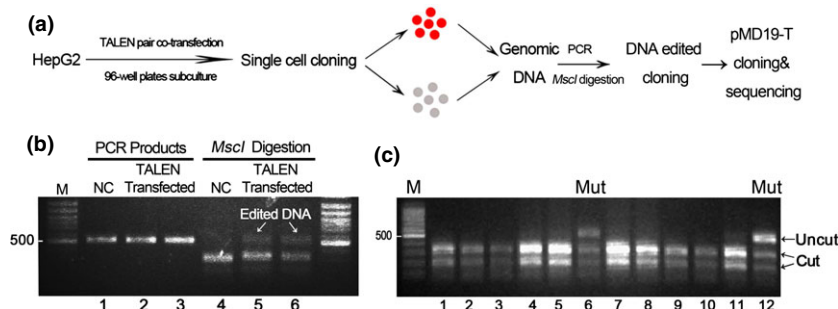 (a)
TALEN pair co-transfection
HepG2
96-well plates subculture
Single cell cloning
Genomic
DNA
PCR
MscI digestion
DNA edited
cloning
pMD19-T
cloning&
sequencing
(b)
PCR Products
MscI Digestion
M
NC
TALEN
Transfected
NC
TALEN
Transfected
Edited DNA
500
1 2 3 4 5 6
(c)
M
Mut
Mut
500
Uncut
Cut
1 2 3 4 5 6 7 8 9 10 11 12